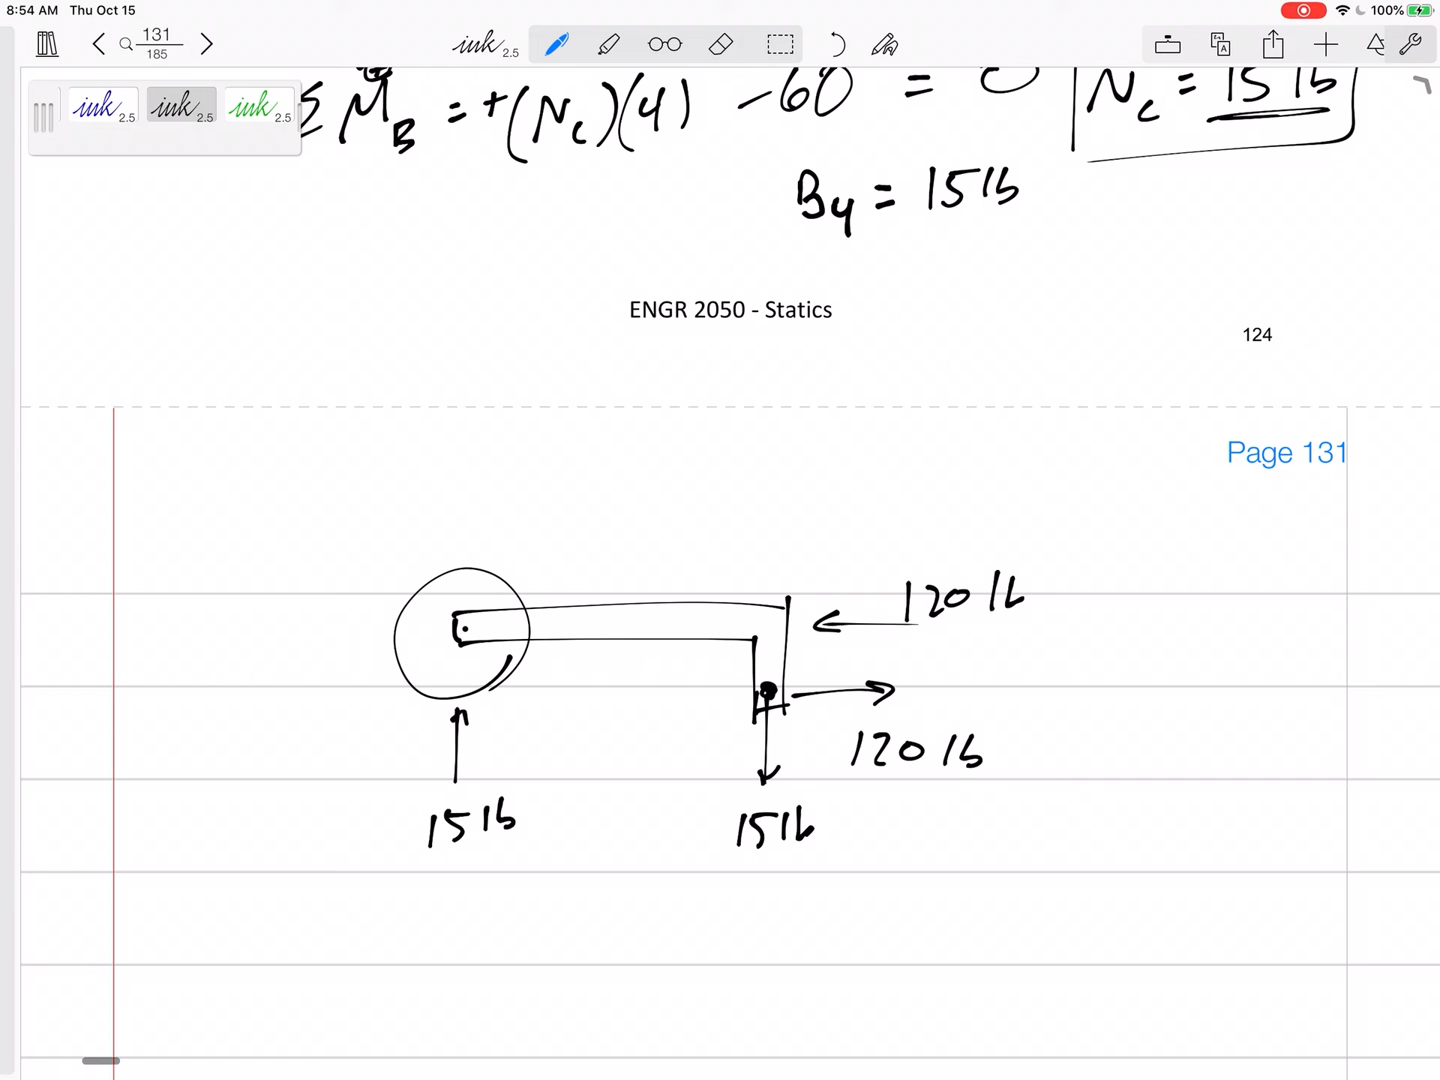 8:54 AM Thu Oct 15
100%
131
185
ink 2.5
ink 2.5 ink 2.5 ink 2.5
Σ M_B = +(N_c)(4) - 60 = 0 N_c = 15 lb
By = 15 lb
ENGR 2050 - Statics
124
Page 131
120 lb
120 lb
15 lb 15 lb